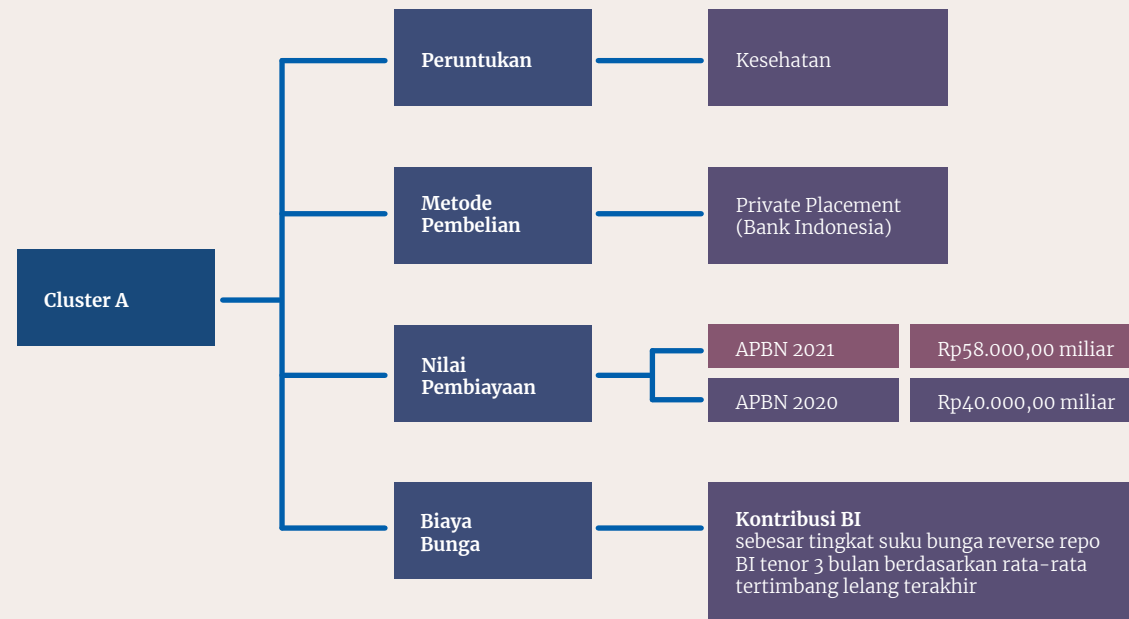 Cluster A
Peruntukan
Kesehatan
Metode
Pembelian
Private Placement
(Bank Indonesia)
Nilai
Pembiayaan
APBN 2021
Rp58.000,00 miliar
APBN 2020
Rp40.000,00 miliar
Biaya
Bunga
Kontribusi BI
sebesar tingkat suku bunga reverse repo
BI tenor 3 bulan berdasarkan rata-rata
tertimbang lelang terakhir